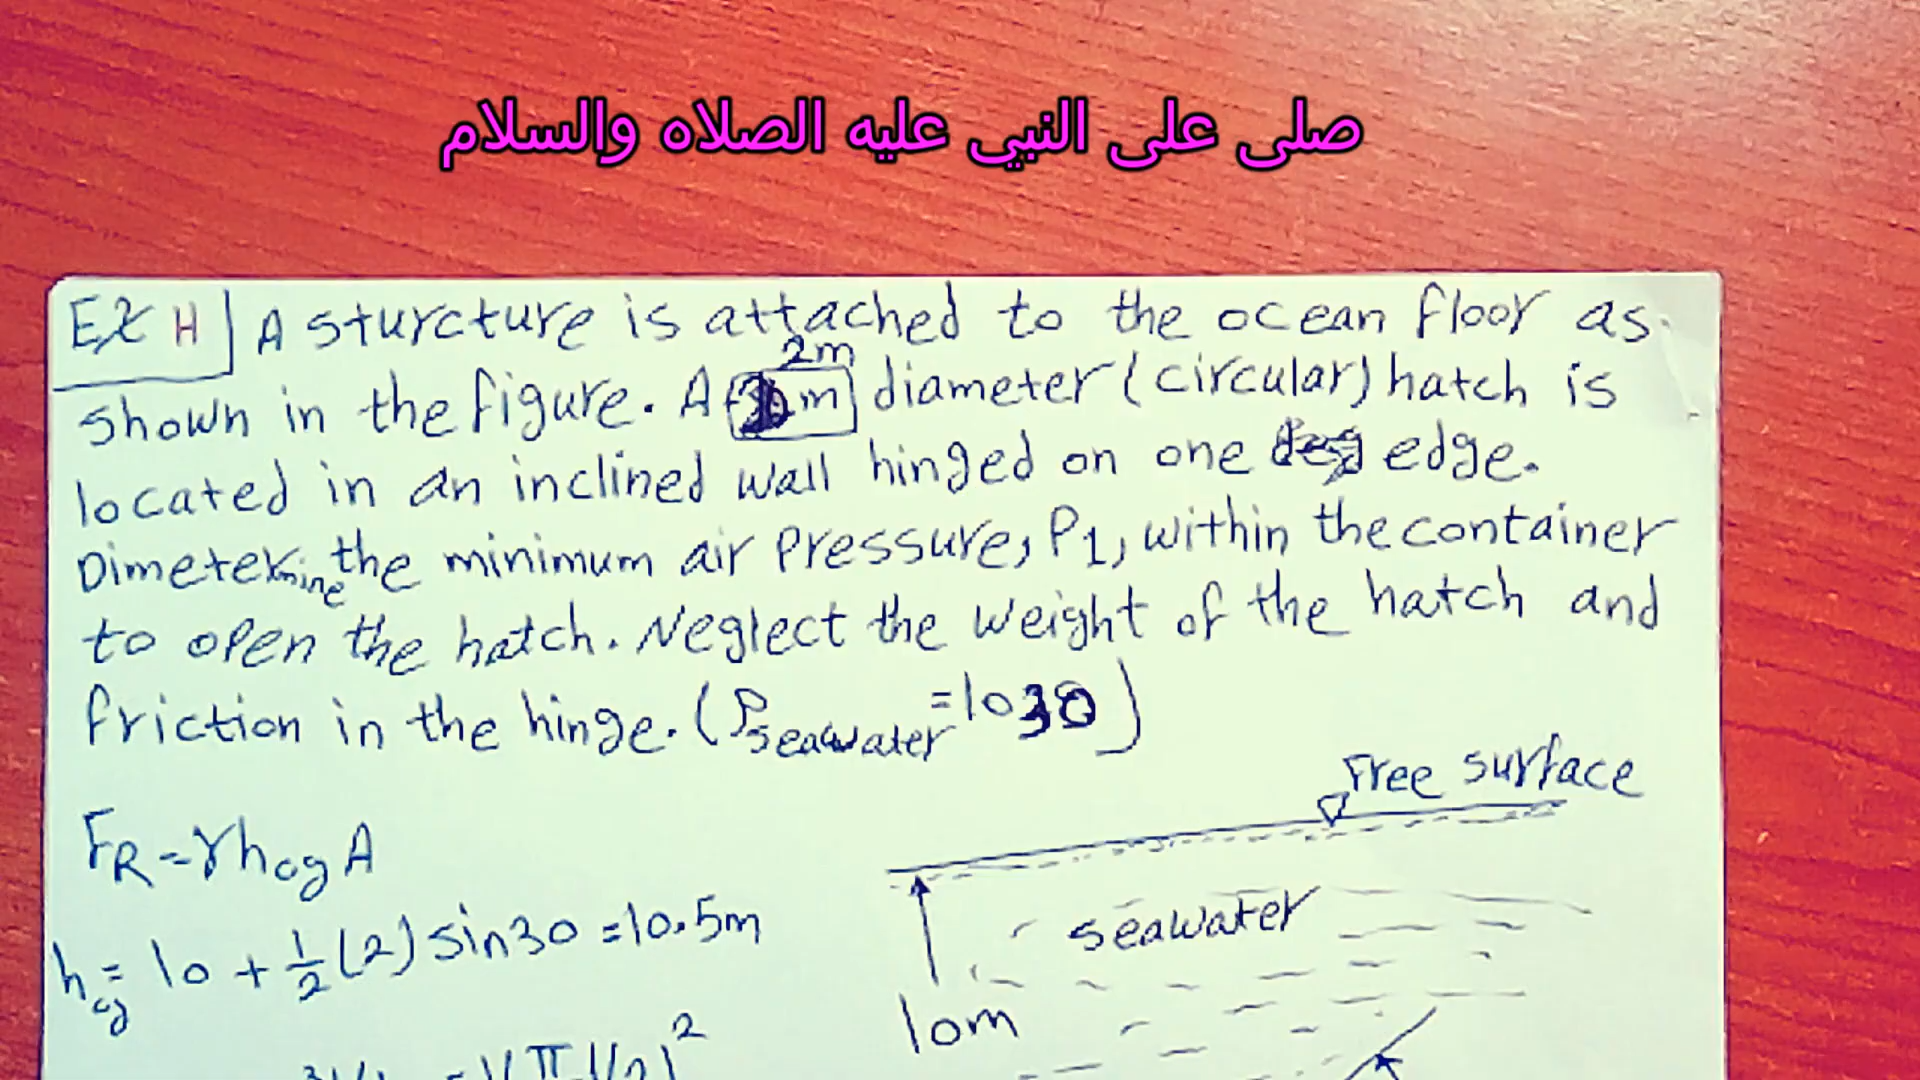 صلى على النبي عليه الصلاه والسلام
EX H A sturcture is attached to the ocean floor as
2m
shown in the figure. A m diameter (circular) hatch is
located in an inclined wall hinged on one edge.
Dimetermine the minimum air pressure, P1, within the container
to open the hatch. Neglect the weight of the hatch and
friction in the hinge. (ρseawater = 1030)
Free surface
FR = γhcgA
seawater
hcg = 10 + 1/2 (2) sin30 = 10.5m
10m